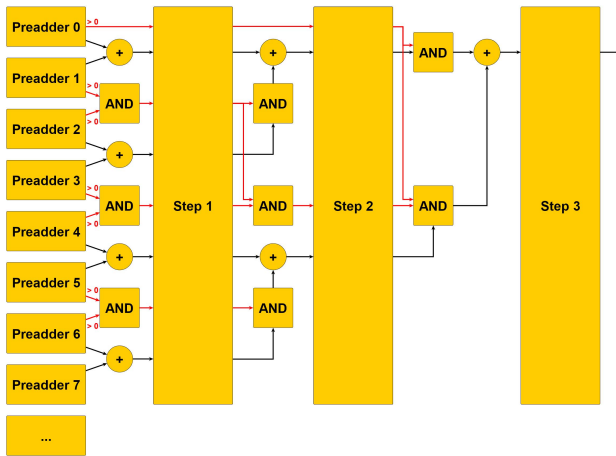 Preadder 0
> 0
+
AND
+
Preadder 1
> 0
AND
AND
> 0
Preadder 2
+
Preadder 3
> 0
AND
Step 1
AND
Step 2
AND
Step 3
> 0
Preadder 4
+
+
+
Preadder 5
> 0
AND
AND
> 0
Preadder 6
+
Preadder 7
...